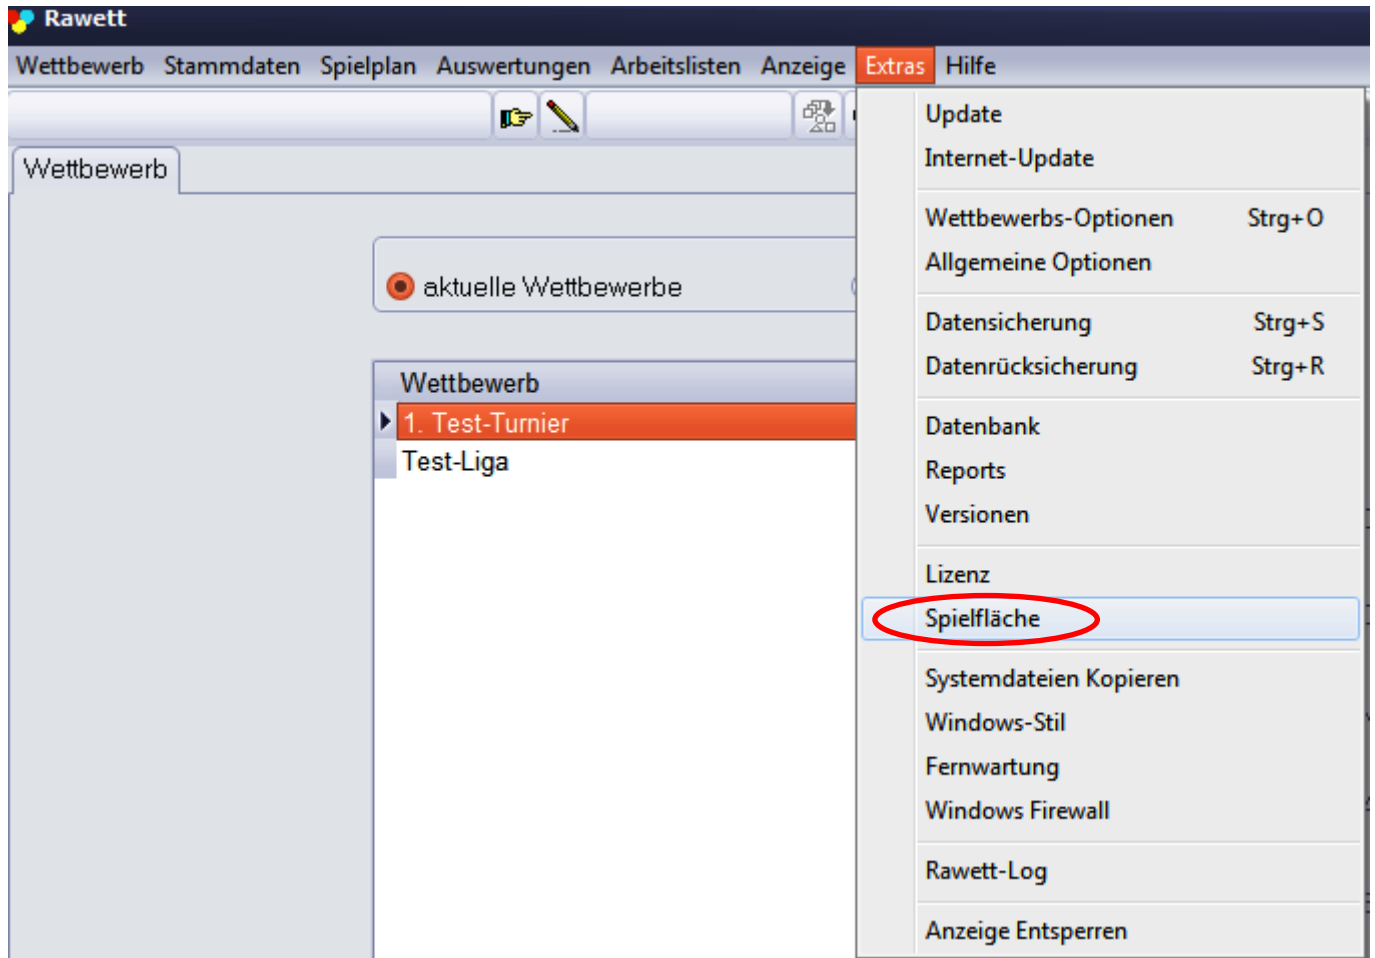 Rawett
Wettbewerb Stammdaten Spielplan Auswertungen Arbeitslisten Anzeige Extras Hilfe
Wettbewerb
aktuelle Wettbewerbe
Wettbewerb
1. Test-Turnier
Test-Liga
Update
Internet-Update
Wettbewerbs-Optionen Strg+O
Allgemeine Optionen
Datensicherung Strg+S
Datenrücksicherung Strg+R
Datenbank
Reports
Versionen
Lizenz
Spielfläche
Systemdateien Kopieren
Windows-Stil
Fernwartung
Windows Firewall
Rawett-Log
Anzeige Entsperren